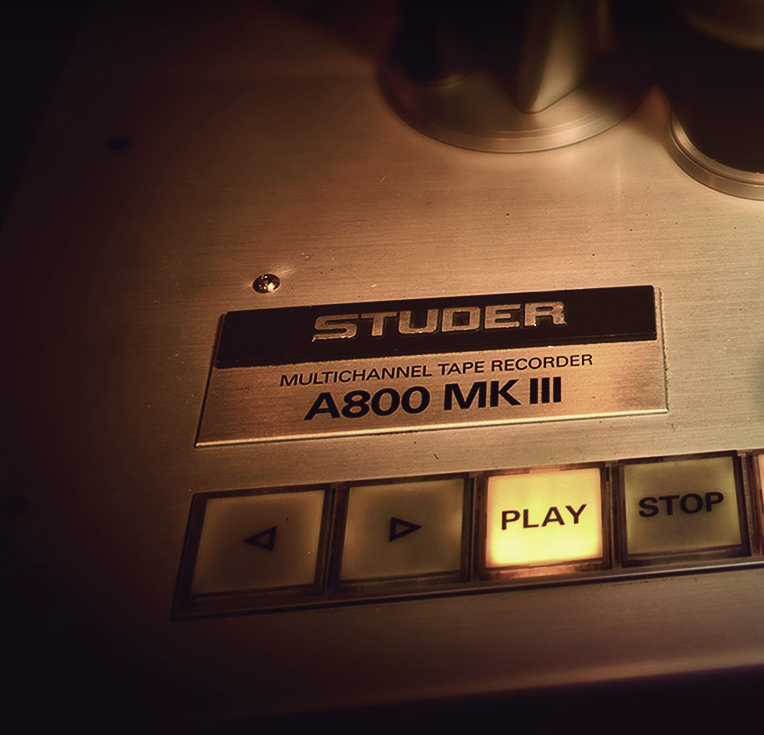 STUDER
MULTICHANNEL TAPE RECORDER
A800 MK III
PLAY STOP